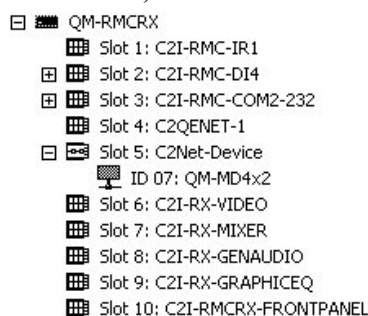 QM-RMCRX
Slot 1: C2I-RMC-IR1
Slot 2: C2I-RMC-DI4
Slot 3: C2I-RMC-COM2-232
Slot 4: C2QENET-1
Slot 5: C2Net-Device
ID 07: QM-MD4x2
Slot 6: C2I-RX-VIDEO
Slot 7: C2I-RX-MIXER
Slot 8: C2I-RX-GENAUDIO
Slot 9: C2I-RX-GRAPHICEQ
Slot 10: C2I-RMCRX-FRONTPANEL